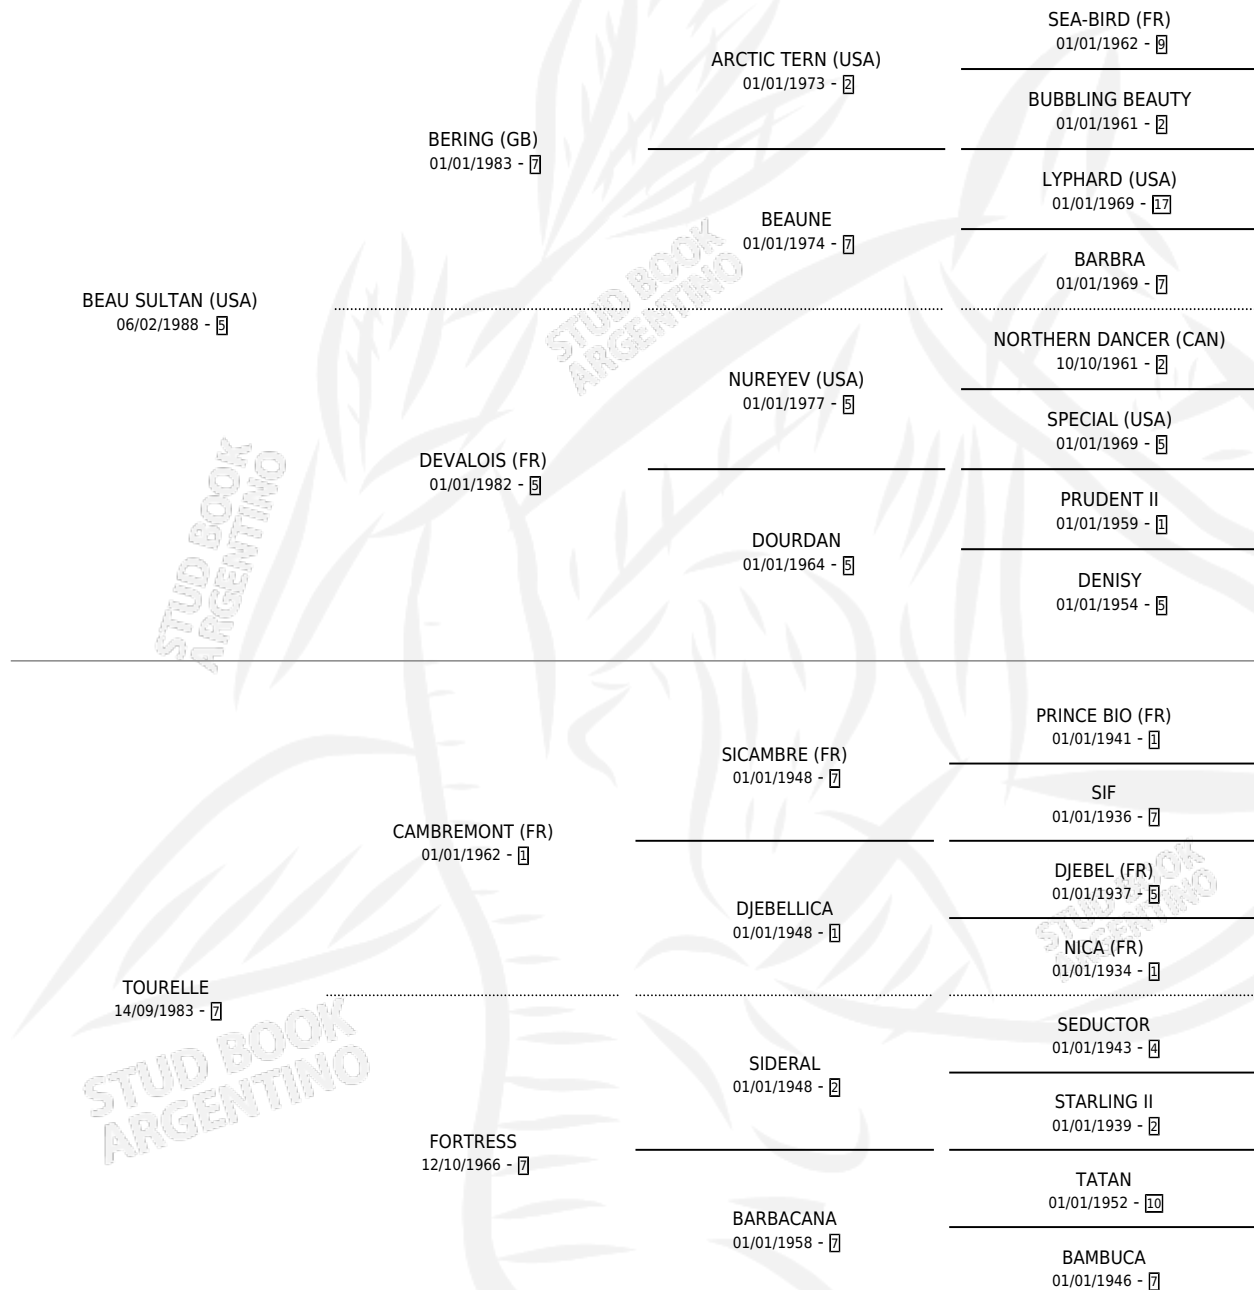 SEA-BIRD (FR)
01/01/1962 - 9
ARCTIC TERN (USA)
01/01/1973 - 2
BUBBLING BEAUTY
01/01/1961 - 2
BERING (GB)
01/01/1983 - 7
LYPHARD (USA)
01/01/1969 - 17
BEAUNE
01/01/1974 - 7
BARBRA
01/01/1969 - 7
BEAU SULTAN (USA)
06/02/1988 - 5
NORTHERN DANCER (CAN)
10/10/1961 - 2
NUREYEV (USA)
01/01/1977 - 5
SPECIAL (USA)
01/01/1969 - 5
DEVALOIS (FR)
01/01/1982 - 5
PRUDENT II
01/01/1959 - 1
DOURDAN
01/01/1964 - 5
DENISY
01/01/1954 - 5
PRINCE BIO (FR)
01/01/1941 - 1
SICAMBRE (FR)
01/01/1948 - 7
SIF
01/01/1936 - 7
CAMBREMONT (FR)
01/01/1962 - 1
DJEBEL (FR)
01/01/1937 - 5
DJEBELLICA
01/01/1948 - 1
NICA (FR)
01/01/1934 - 1
TOURELLE
14/09/1983 - 7
SEDUCTOR
01/01/1943 - 4
SIDERAL
01/01/1948 - 2
STARLING II
01/01/1939 - 2
FORTRESS
12/10/1966 - 7
TATAN
01/01/1952 - 10
BARBACANA
01/01/1958 - 7
BAMBUCA
01/01/1946 - 7
STUD BOOK
ARGENTINO
STUD BOOK
ARGENTINO
STUD BOOK
ARGENTINO
STUD BOOK
ARGENTINO